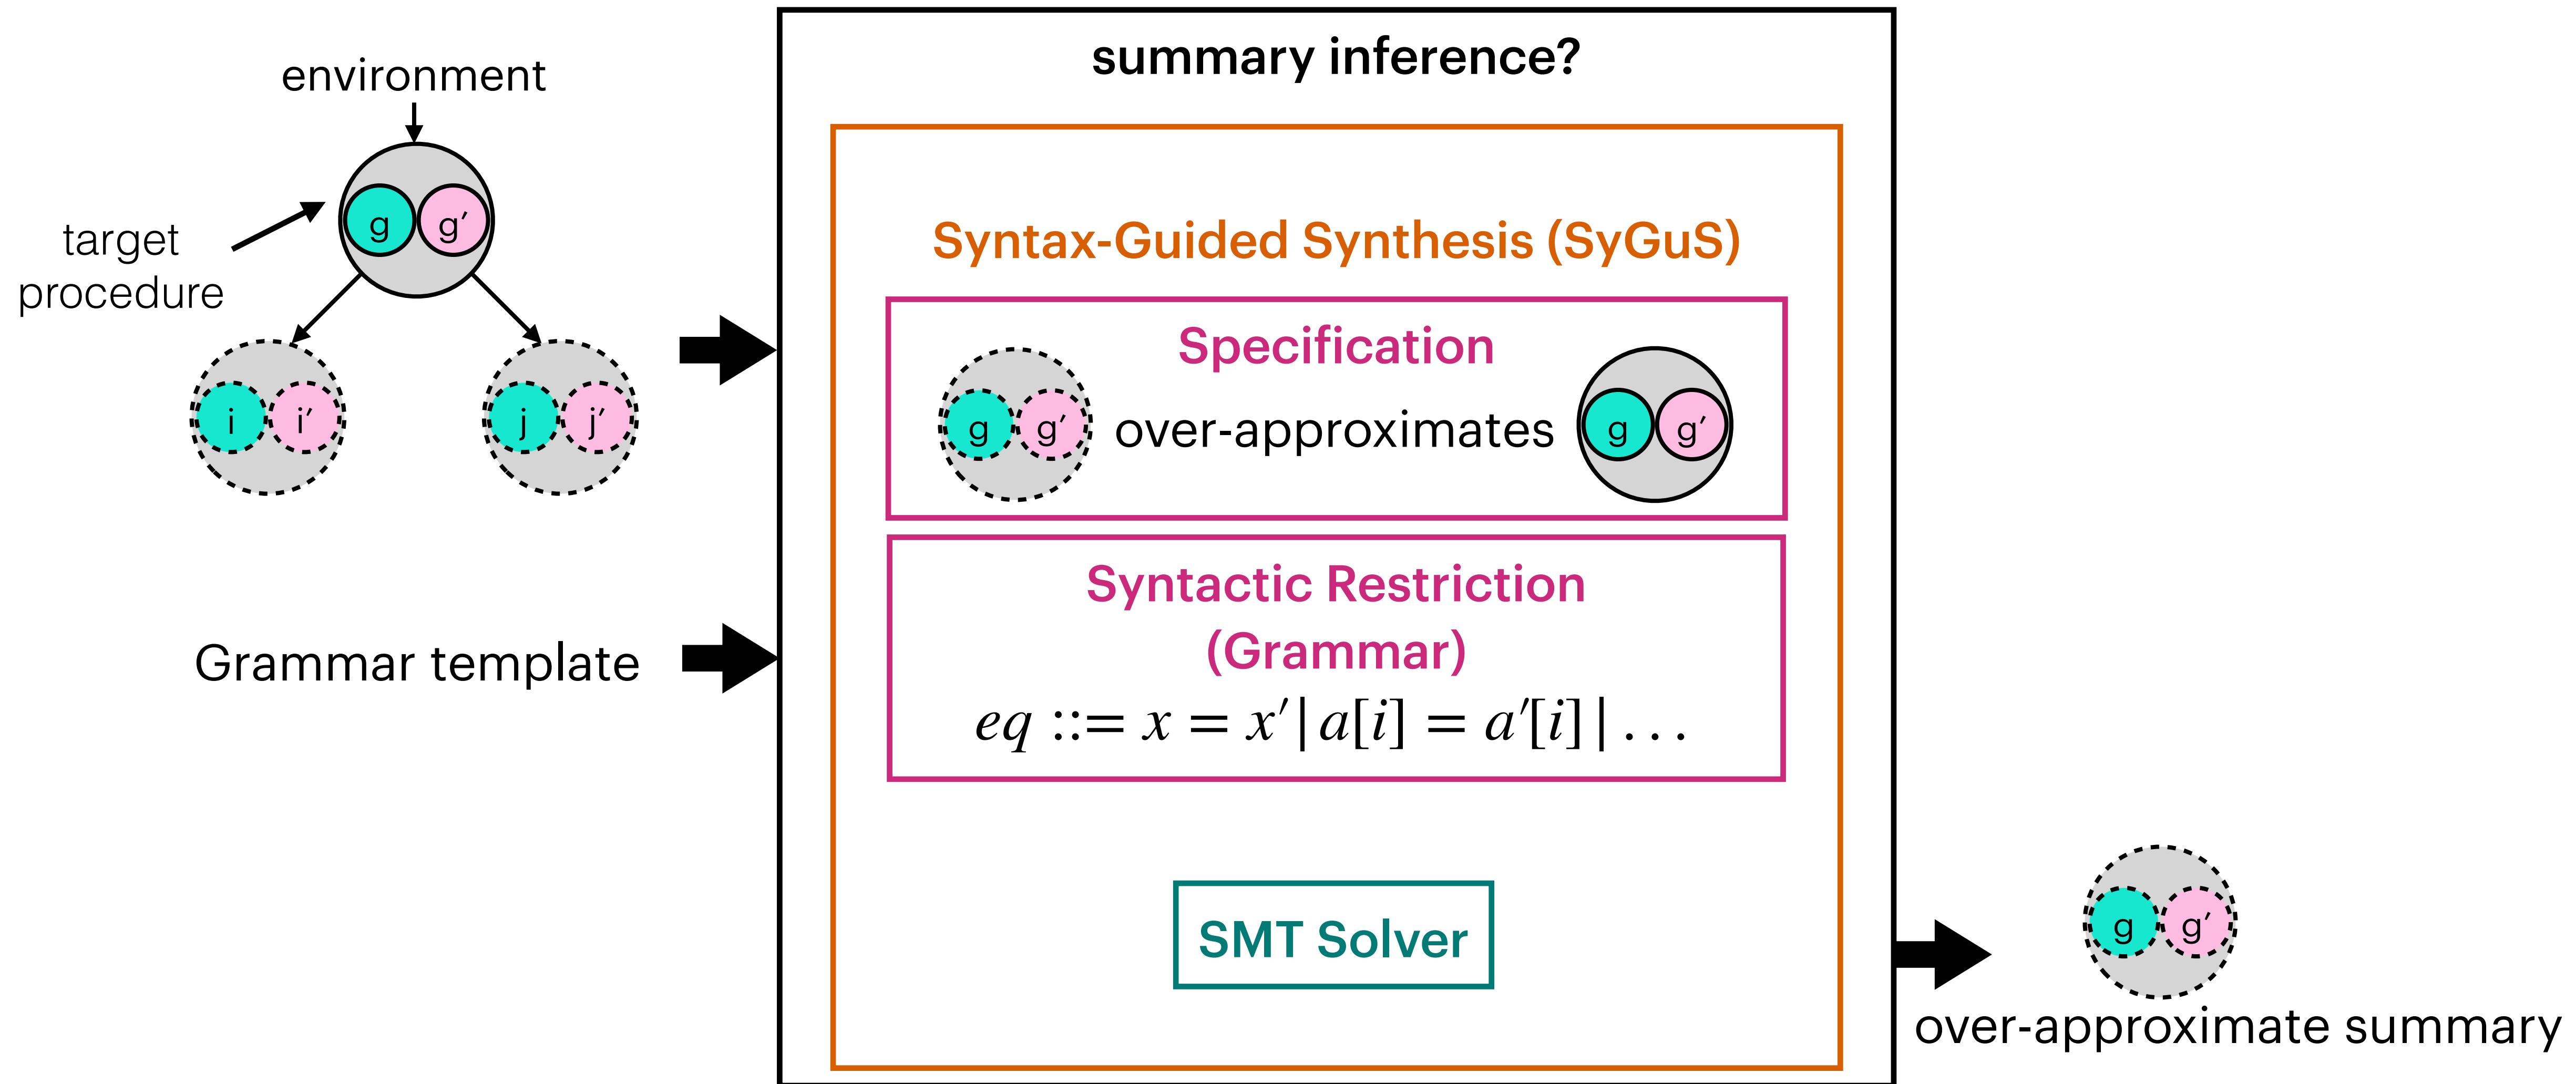 summary inference?
environment
g g′
target
procedure
i i′ j j′
Grammar template
Syntax-Guided Synthesis (SyGuS)
Specification
g g′ over-approximates g g′
Syntactic Restriction
(Grammar)
eq ::= x = x′ | a[i] = a′[i] | …
SMT Solver
g g′
over-approximate summary